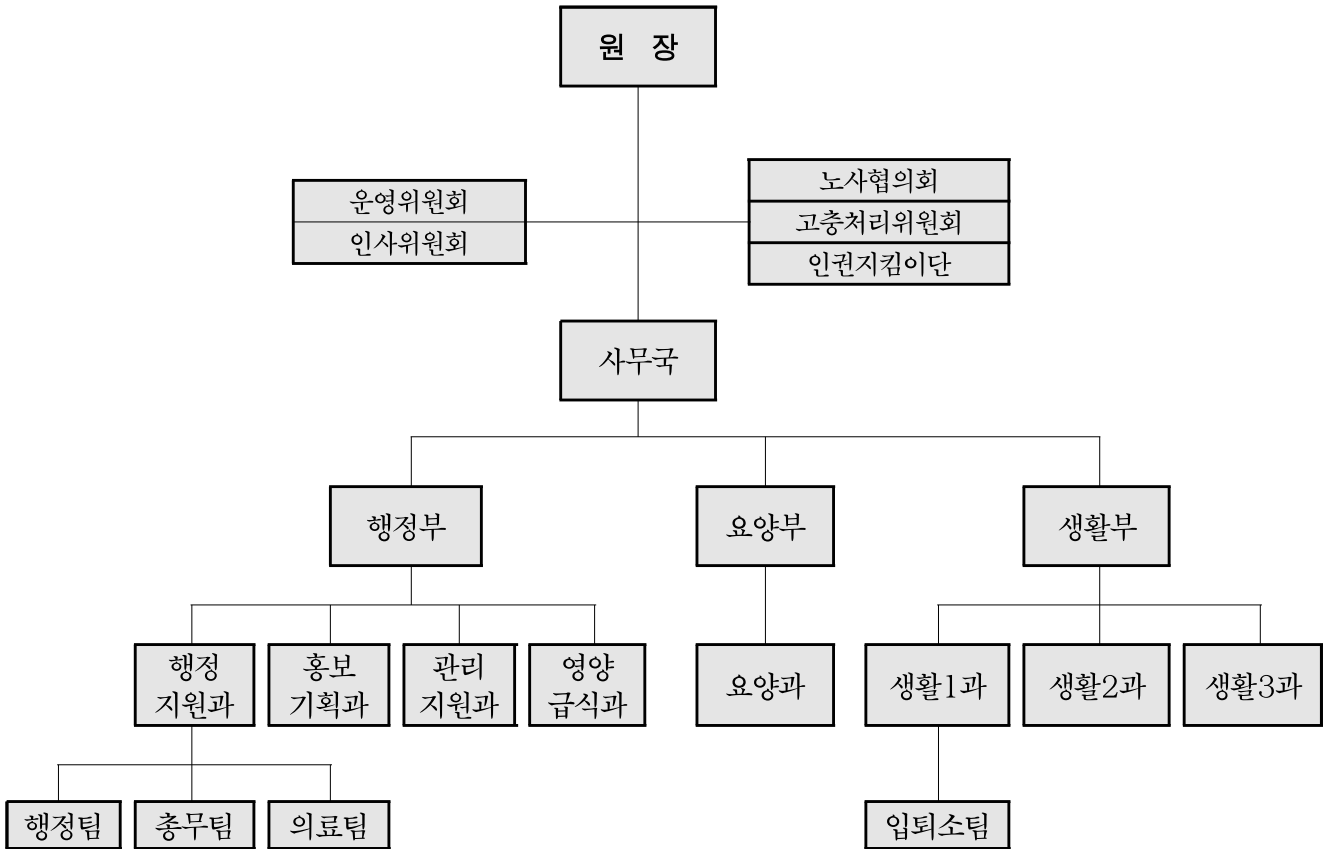 원 장
운영위원회
인사위원회
노사협의회
고충처리위원회
인권지킴이단
사무국
행정부
요양부
생활부
행정
지원과
홍보
기획과
관리
지원과
영양
급식과
요양과
생활1과
생활2과
생활3과
행정팀
총무팀
의료팀
입퇴소팀